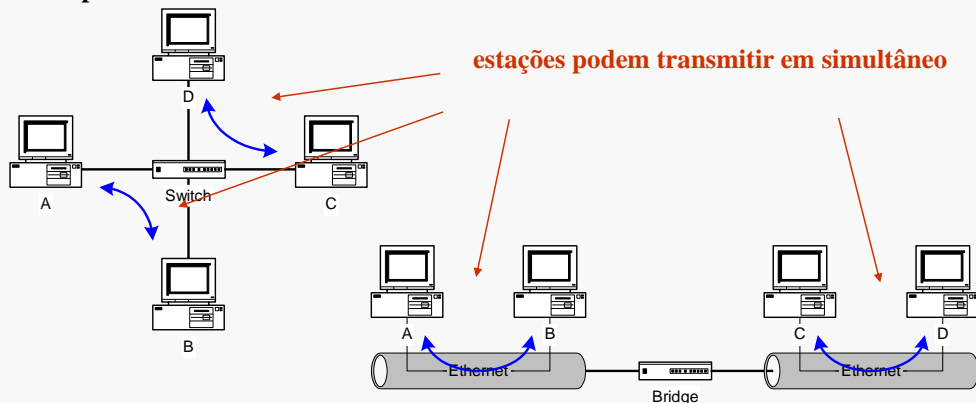 estações podem transmitir em simultâneo
D
A
Switch
C
B
A
B
C
D
Ethernet
Ethernet
Bridge